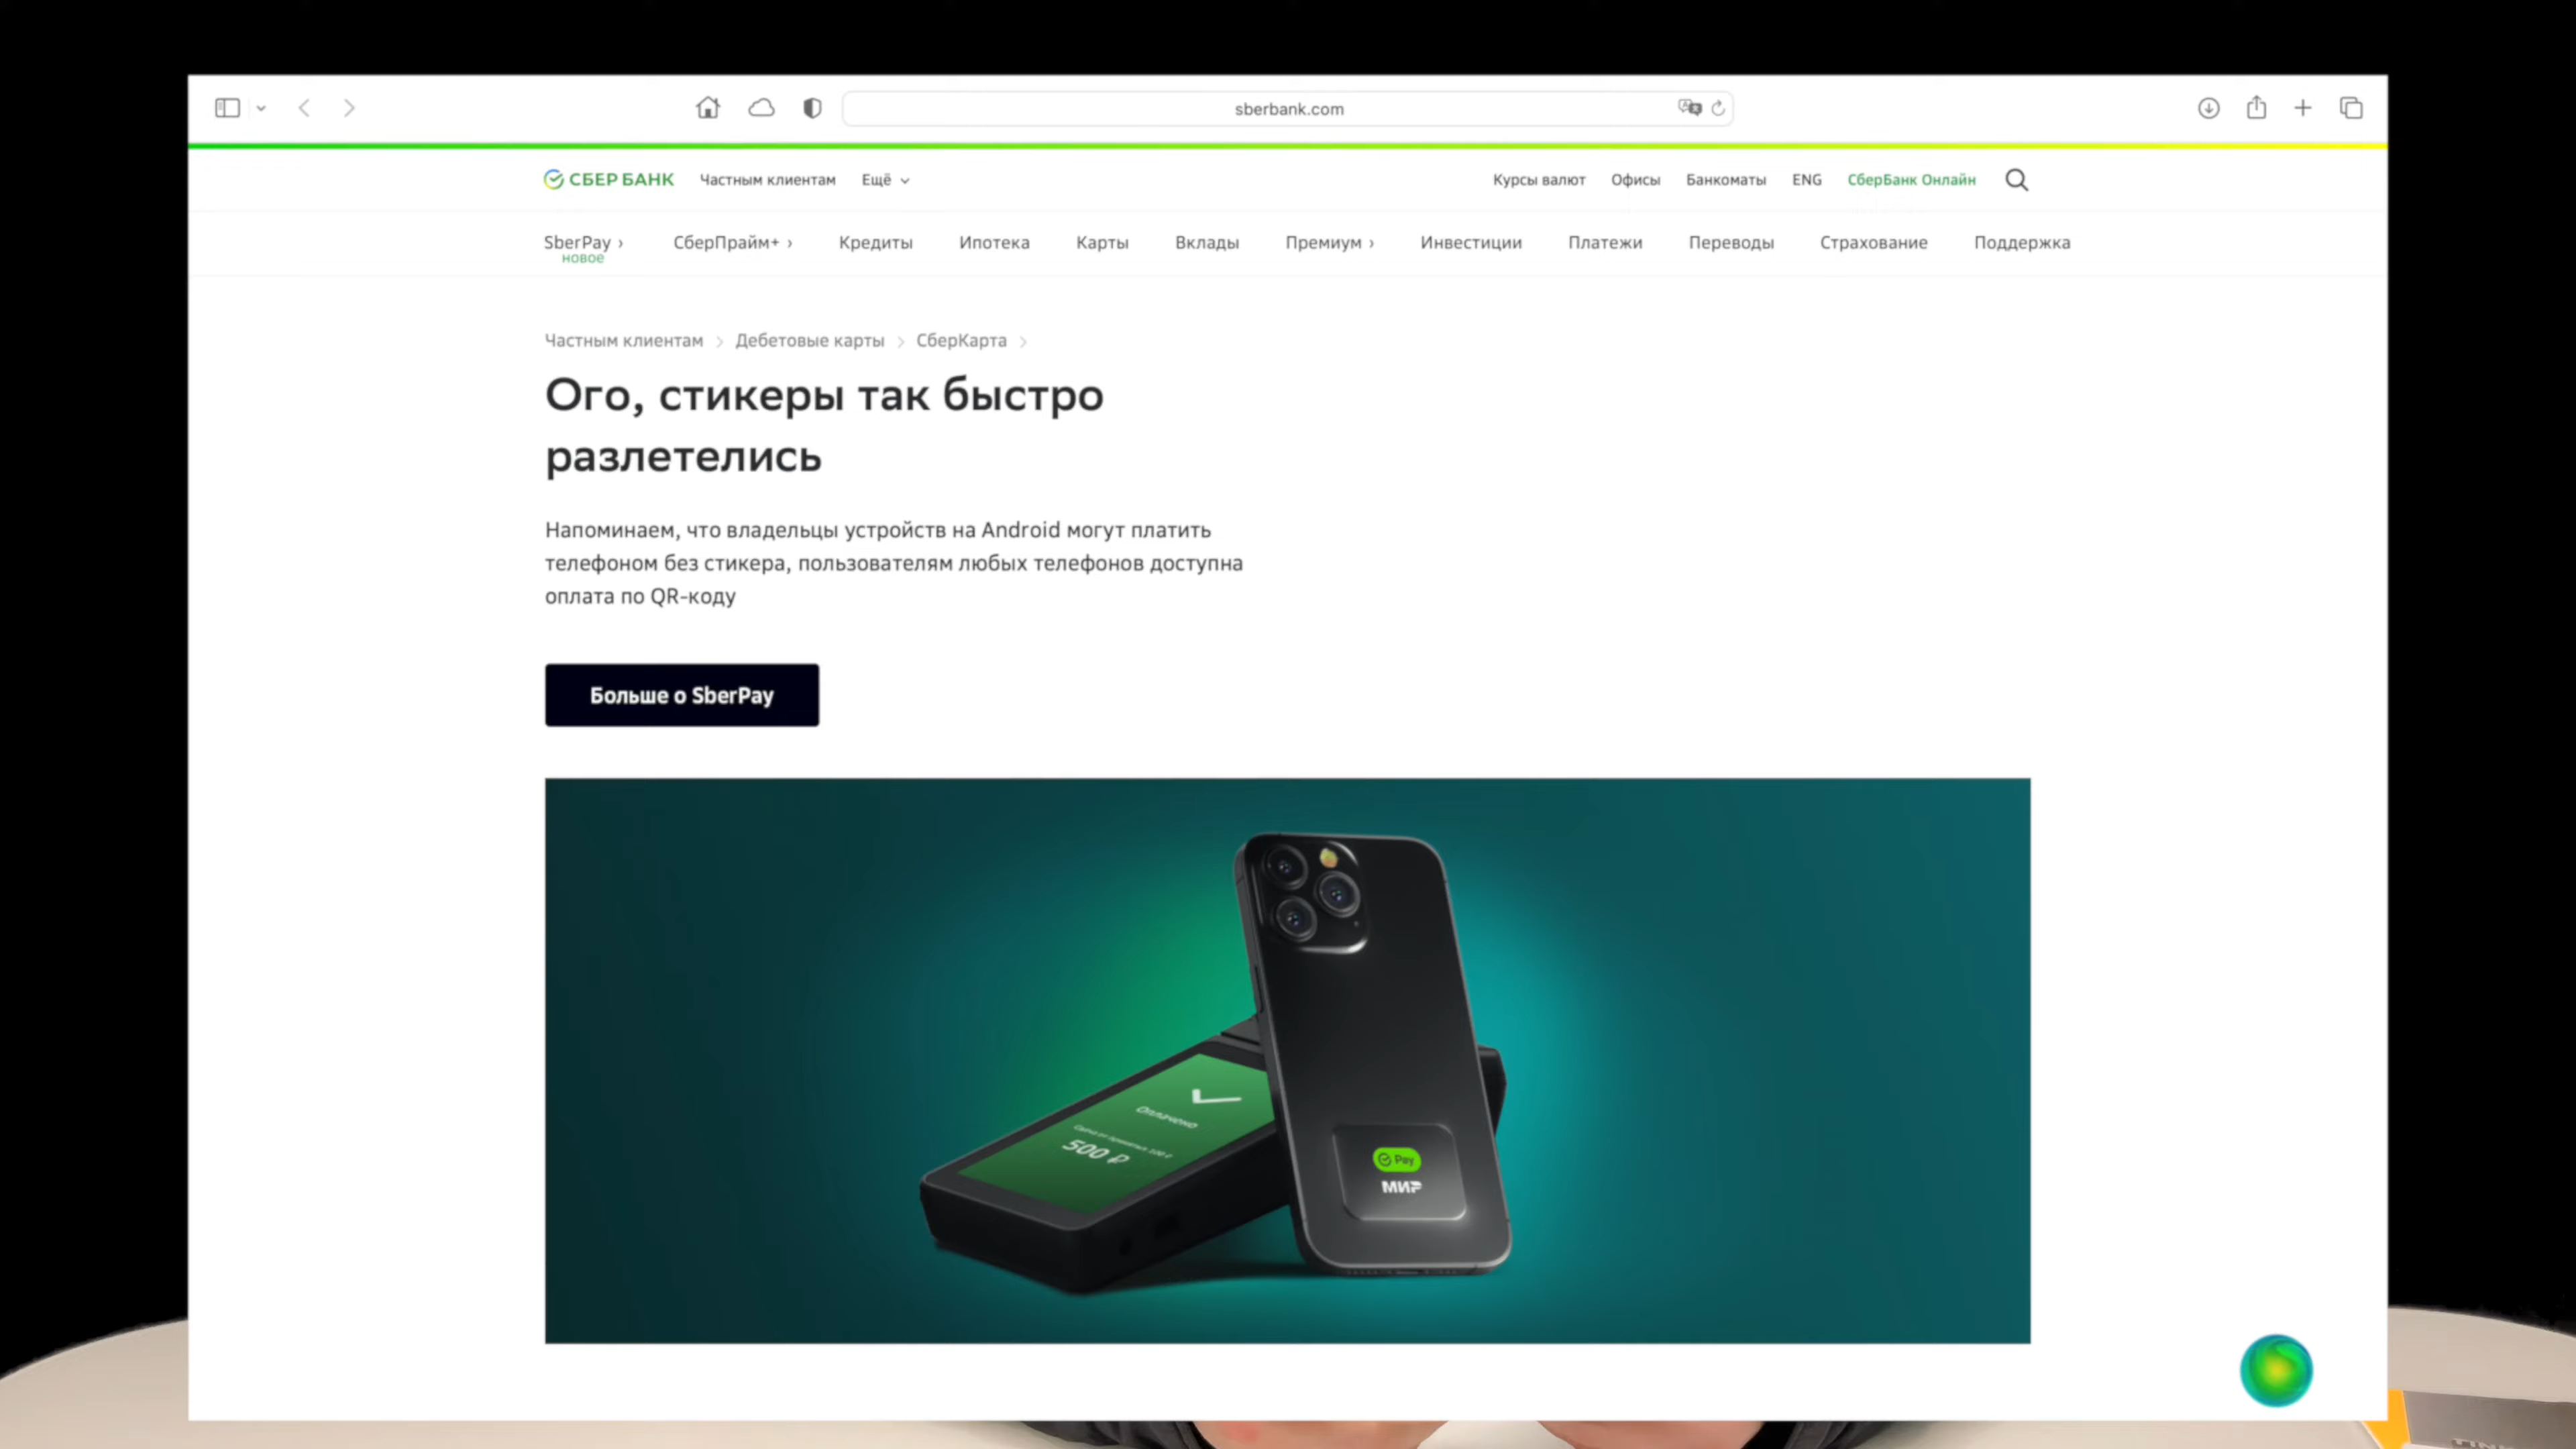 sberbank.com
СБЕР БАНК Частным клиентам Ещё Курсы валют Офисы Банкоматы ENG СберБанк Онлайн
SberPay › СберПрайм+ › Кредиты Ипотека Карты Вклады Премиум › Инвестиции Платежи Переводы Страхование Поддержка
НОВОЕ
Частным клиентам > Дебетовые карты > СберКарта >
Ого, стикеры так быстро
разлетелись
Напоминаем, что владельцы устройств на Android могут платить
телефоном без стикера, пользователям любых телефонов доступна
оплата по QR-коду
Больше о SberPay
Оплачено
500 ₽
Pay
МИР